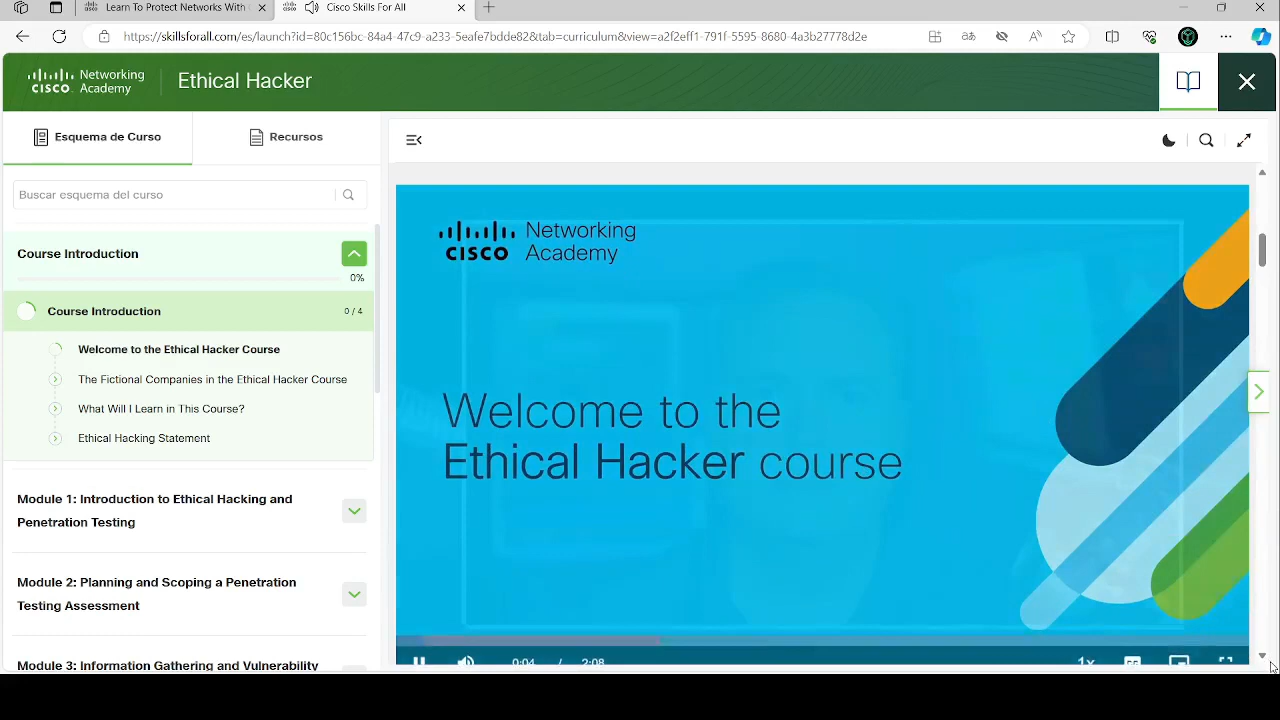 Learn To Protect Networks With
Cisco Skills For All
https://skillsforall.com/es/launch?id=80c156bc-84a4-47c9-a233-5eafe7bdde82&tab=curriculum&view=a2f2eff1-791f-5595-8680-4a3b27778d2e
Networking
CISCO Academy
Ethical Hacker
Esquema de Curso
Recursos
Buscar esquema del curso
Course Introduction
0%
Course Introduction
0 / 4
Welcome to the Ethical Hacker Course
The Fictional Companies in the Ethical Hacker Course
What Will I Learn in This Course?
Ethical Hacking Statement
Module 1: Introduction to Ethical Hacking and
Penetration Testing
Module 2: Planning and Scoping a Penetration
Testing Assessment
Module 3: Information Gathering and Vulnerability
Networking
CISCO Academy
Welcome to the
Ethical Hacker course
0:04 / 2:08
1x